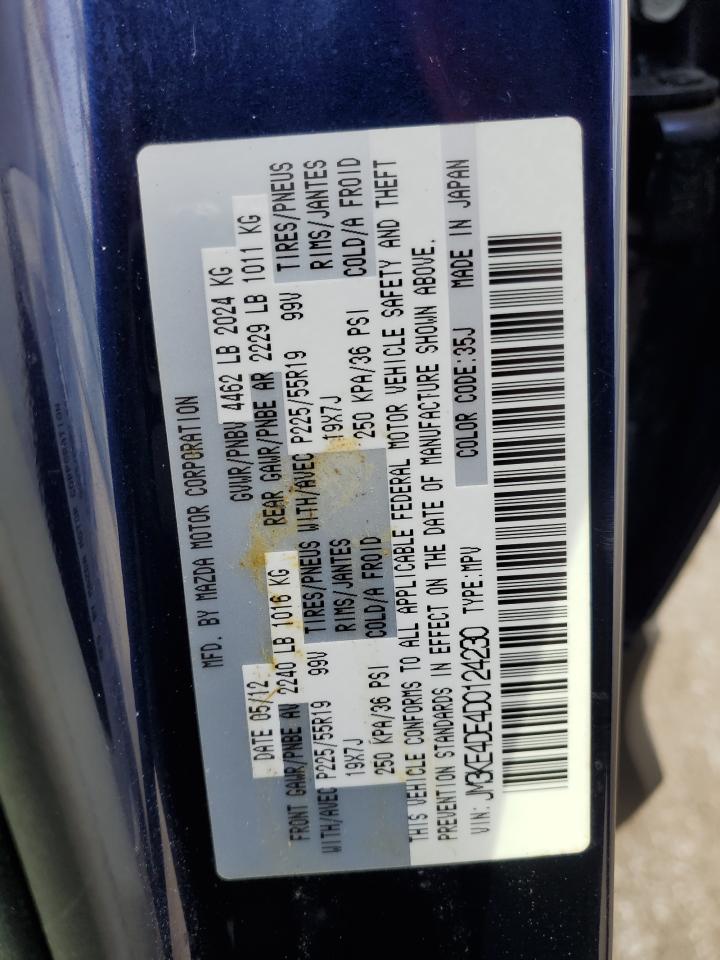 MFD. BY MAZDA MOTOR CORPORATION
DATE 05/12 GVWR/PNBV 4462 LB 2024 KG
FRONT GAWR/PNBE AV 2240 LB 1016 KG REAR GAWR/PNBE AR 2229 LB 1011 KG
WITH/AVEC P225/55R19 99V TIRES/PNEUS WITH/AVEC P225/55R19 99V TIRES/PNEUS
19X7J RIMS/JANTES 19X7J RIMS/JANTES
250 KPA/36 PSI COLD/A FROID 250 KPA/36 PSI COLD/A FROID
THIS VEHICLE CONFORMS TO ALL APPLICABLE FEDERAL MOTOR VEHICLE SAFETY AND THEFT
PREVENTION STANDARDS IN EFFECT ON THE DATE OF MANUFACTURE SHOWN ABOVE.
VIN: JM3KE4DE4D0124230 TYPE:MPV COLOR CODE:35J MADE IN JAPAN